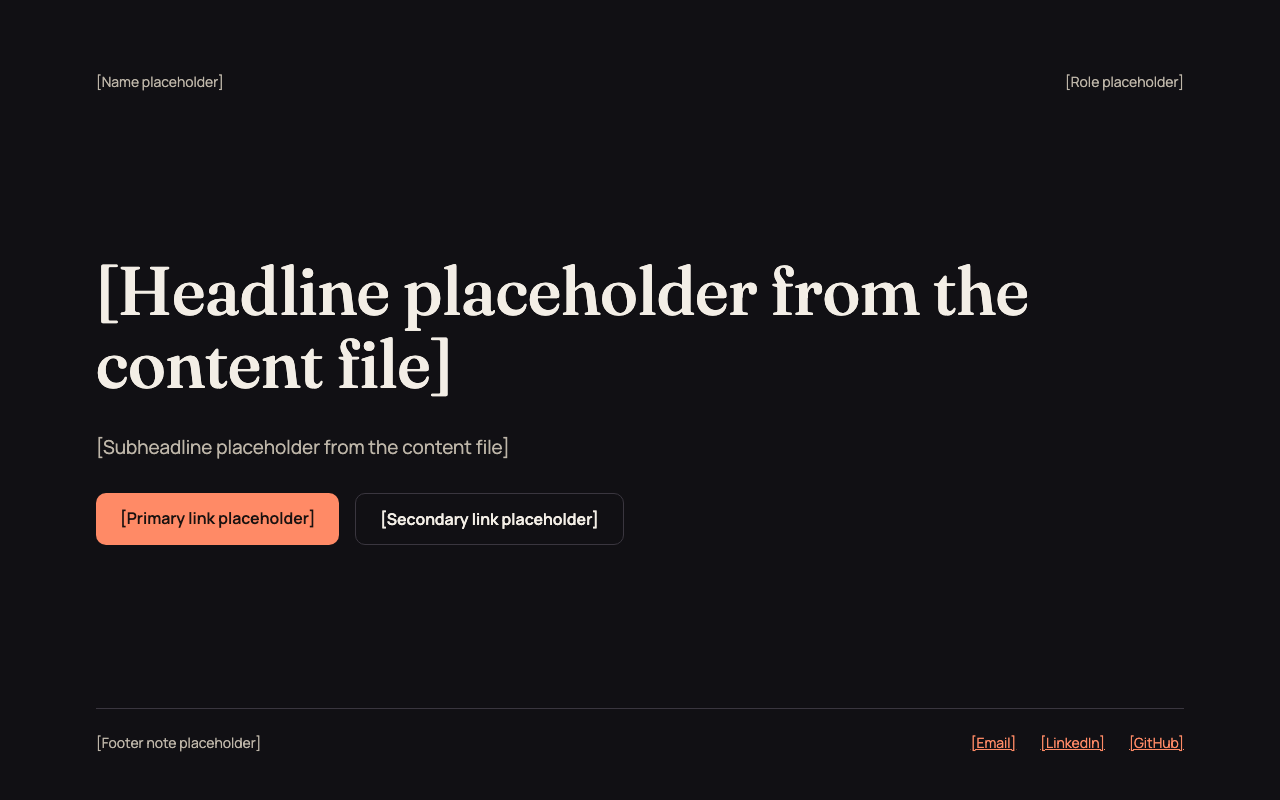 [Name placeholder]
[Role placeholder]
[Headline placeholder from the
content file]
[Subheadline placeholder from the content file]
[Primary link placeholder]
[Secondary link placeholder]
[Footer note placeholder]
[Email]
[LinkedIn]
[GitHub]